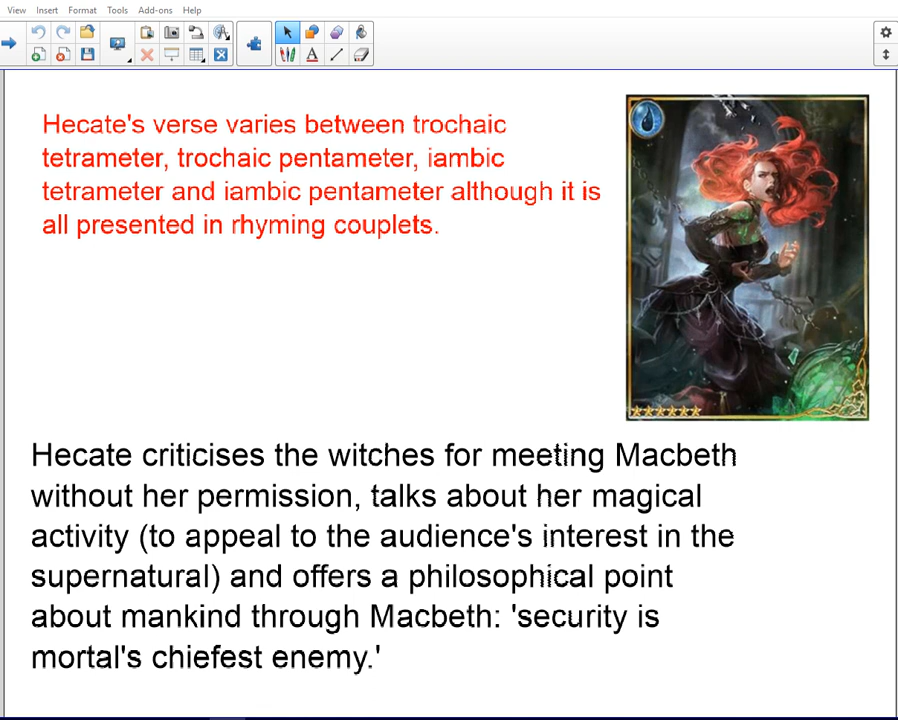 View Insert Format Tools Add-ons Help
Hecate's verse varies between trochaic
tetrameter, trochaic pentameter, iambic
tetrameter and iambic pentameter although it is
all presented in rhyming couplets.
Hecate criticises the witches for meeting Macbeth
without her permission, talks about her magical
activity (to appeal to the audience's interest in the
supernatural) and offers a philosophical point
about mankind through Macbeth: 'security is
mortal's chiefest enemy.'